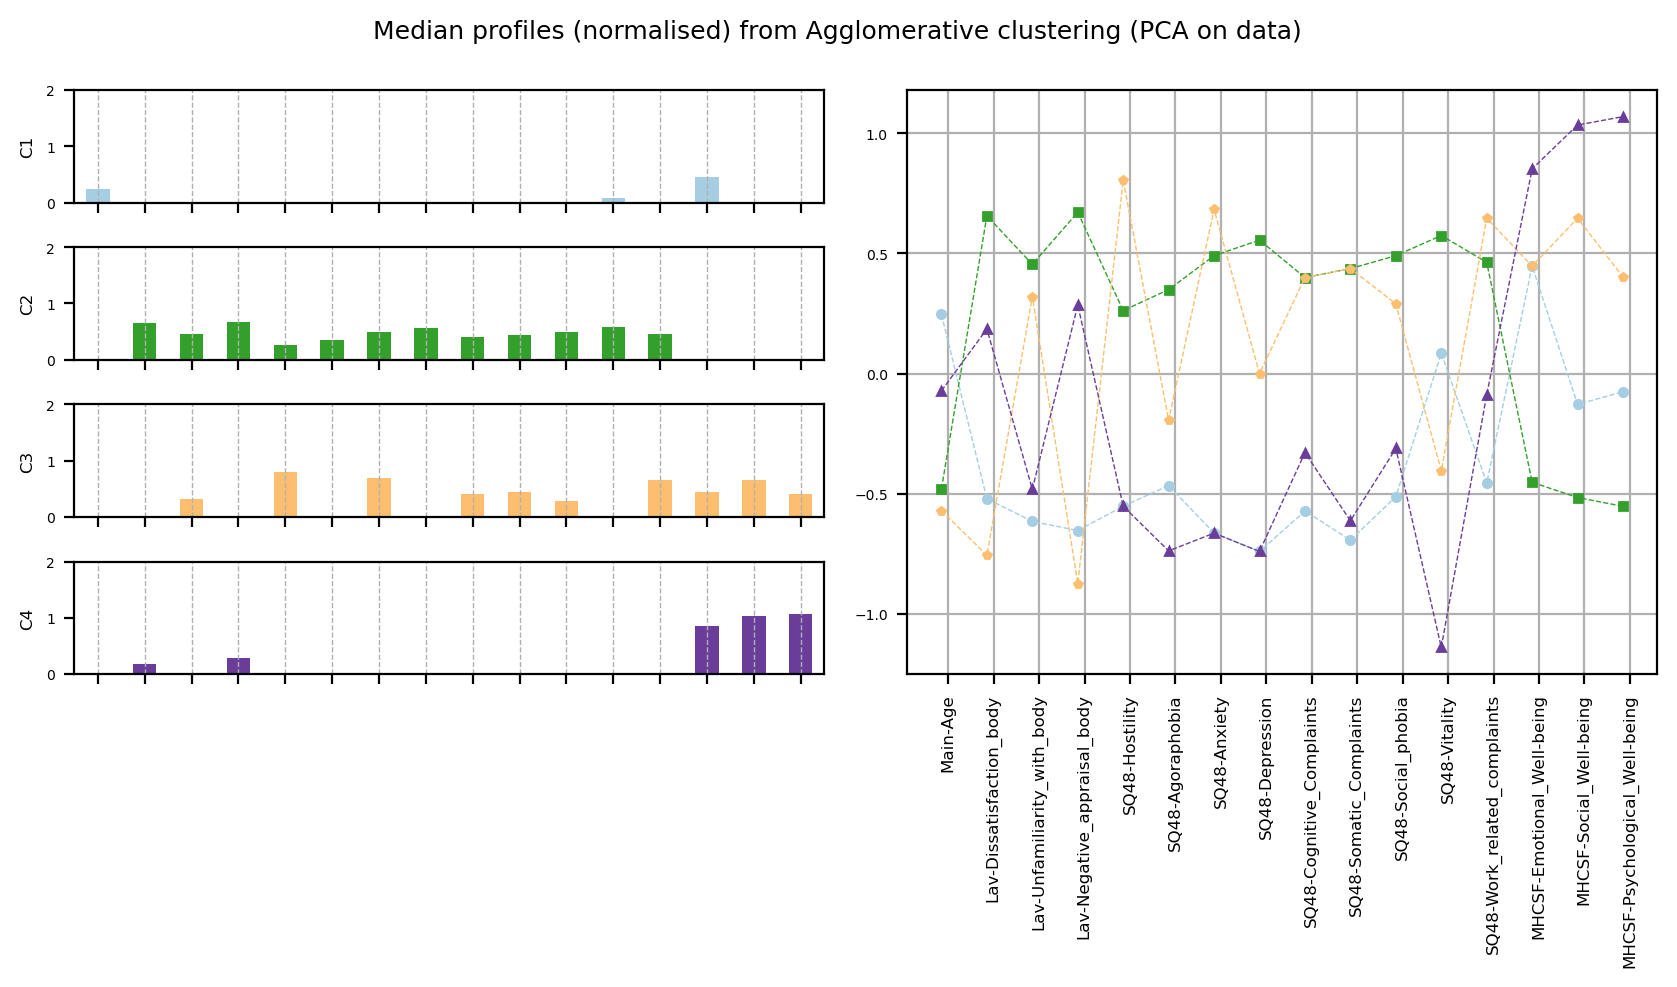 Median profiles (normalised) from Agglomerative clustering (PCA on data)
C1
2
1
0
C2
2
1
0
C3
2
1
0
C4
2
1
0
1.0
0.5
0.0
−0.5
−1.0
Main-Age
Lav-Dissatisfaction_body
Lav-Unfamiliarity_with_body
Lav-Negative_appraisal_body
SQ48-Hostility
SQ48-Agoraphobia
SQ48-Anxiety
SQ48-Depression
SQ48-Cognitive_Complaints
SQ48-Somatic_Complaints
SQ48-Social_phobia
SQ48-Vitality
SQ48-Work_related_complaints
MHCSF-Emotional_Well-being
MHCSF-Social_Well-being
MHCSF-Psychological_Well-being